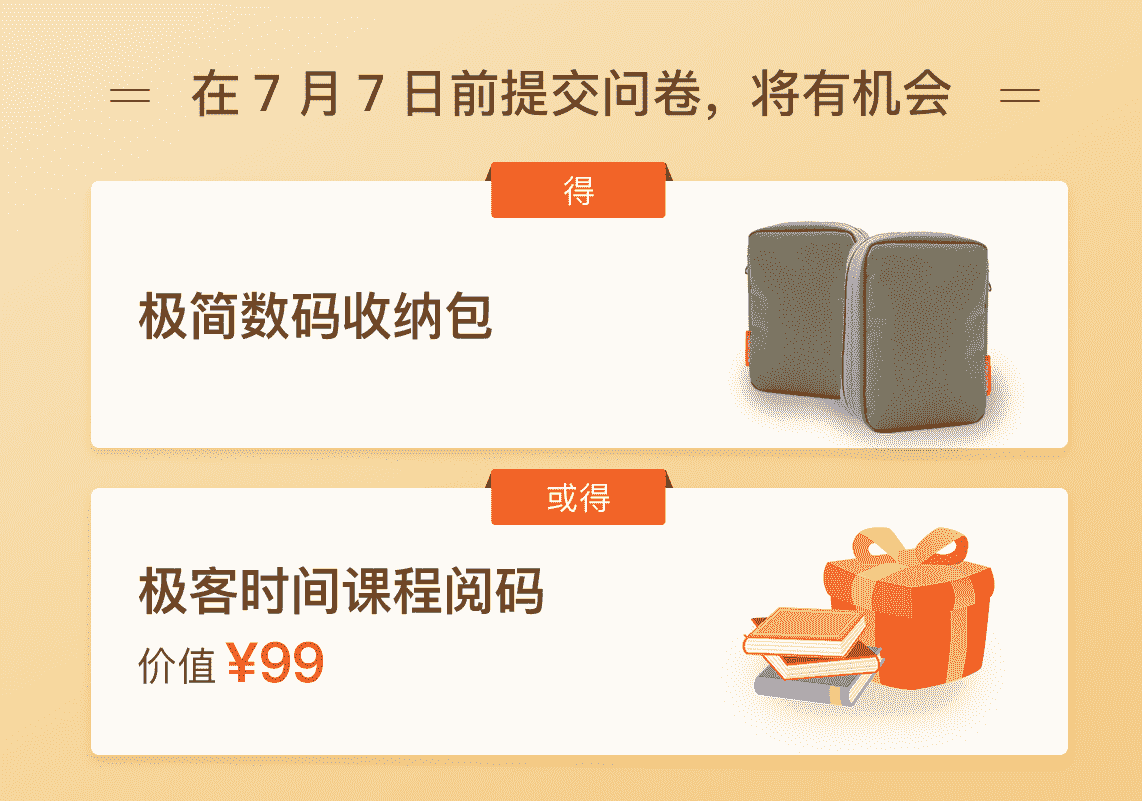 在 7 月 7 日前提交问卷，将有机会
得
极简数码收纳包
或得
极客时间课程阅码
价值 ¥99